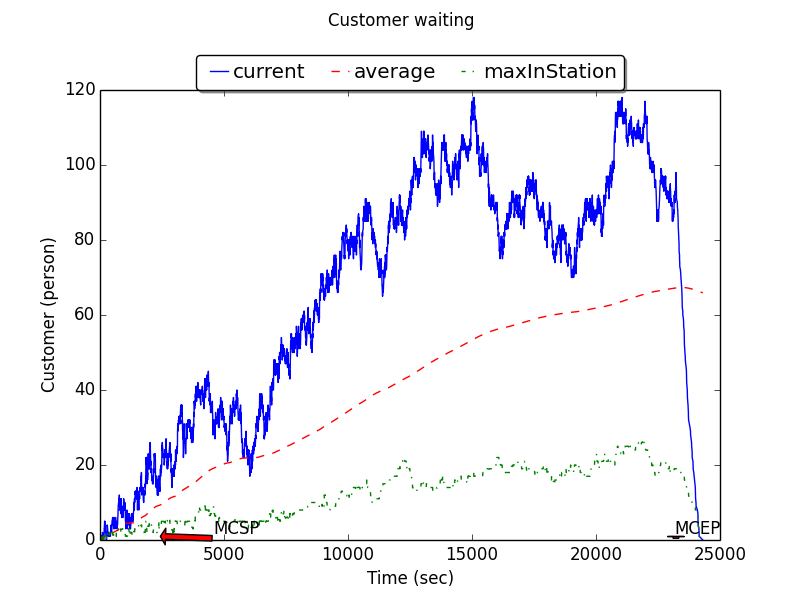 Customer waiting
current average maxInStation
120
100
80
60
40
20
0
Customer (person)
MCSP
MCEP
0 5000 10000 15000 20000 25000
Time (sec)